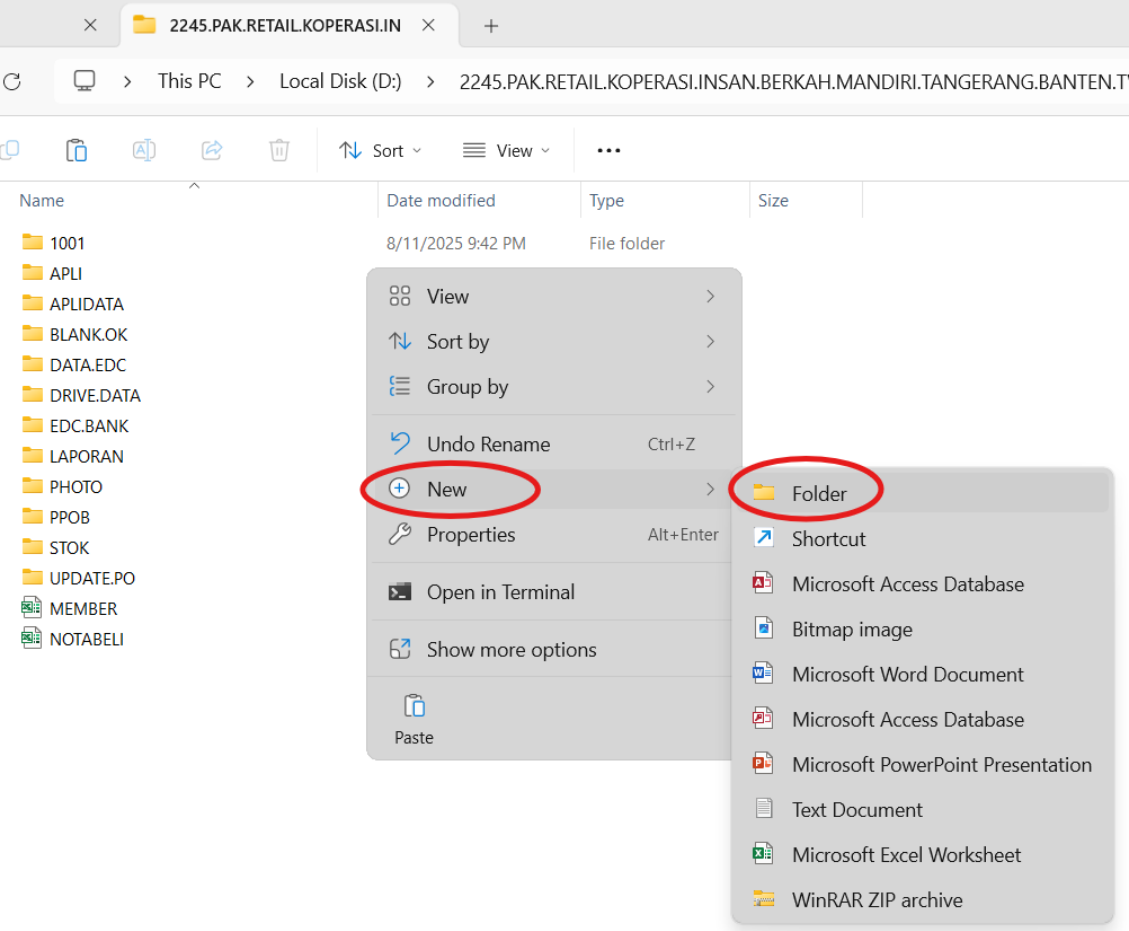 2245.PAK.RETAIL.KOPERASI.IN
This PC > Local Disk (D:) > 2245.PAK.RETAIL.KOPERASI.INSAN.BERKAH.MANDIRI.TANGERANG.BANTEN.T
Sort View
Name Date modified Type Size
1001 8/11/2025 9:42 PM File folder
APLI
APLIDATA
BLANK.OK
DATA.EDC
DRIVE.DATA
EDC.BANK
LAPORAN
PHOTO
PPOB
STOK
UPDATE.PO
MEMBER
NOTABELI
View
Sort by
Group by
Undo Rename Ctrl+Z
New
Properties Alt+Enter
Open in Terminal
Show more options
Paste
Folder
Shortcut
Microsoft Access Database
Bitmap image
Microsoft Word Document
Microsoft Access Database
Microsoft PowerPoint Presentation
Text Document
Microsoft Excel Worksheet
WinRAR ZIP archive